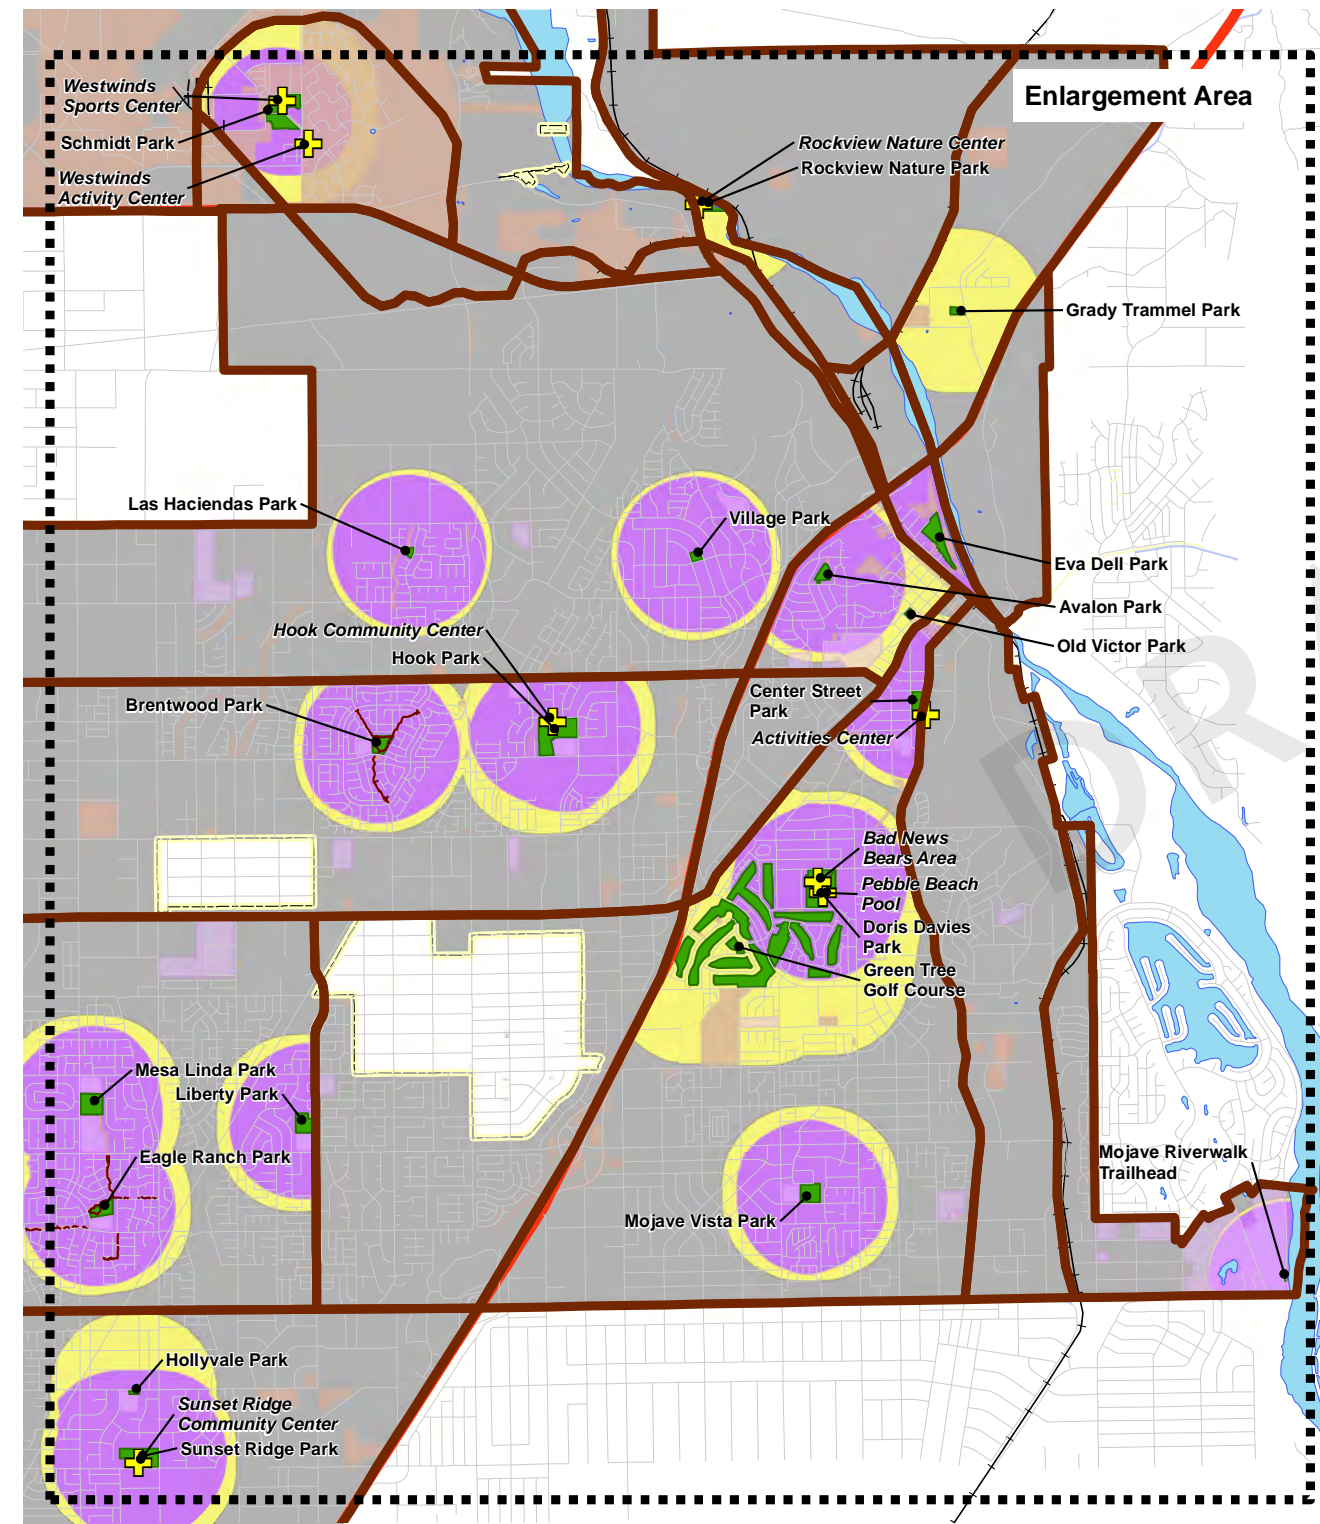 Enlargement Area
Westwinds
Sports Center
Schmidt Park
Westwinds
Activity Center
Rockview Nature Center
Rockview Nature Park
Grady Trammel Park
Las Haciendas Park
Village Park
Eva Dell Park
Avalon Park
Old Victor Park
Hook Community Center
Hook Park
Brentwood Park
Center Street
Park
Activities Center
Bad News
Bears Area
Pebble Beach
Pool
Doris Davies
Park
Green Tree
Golf Course
Mesa Linda Park
Liberty Park
Eagle Ranch Park
Mojave Vista Park
Mojave Riverwalk
Trailhead
Hollyvale Park
Sunset Ridge
Community Center
Sunset Ridge Park
DR